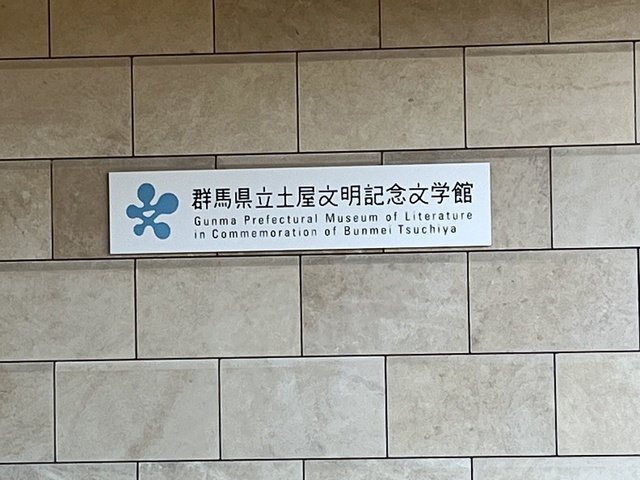 群馬県立土屋文明記念文学館
Gunma Prefectural Museum of Literature
in Commemoration of Bunmei Tsuchiya